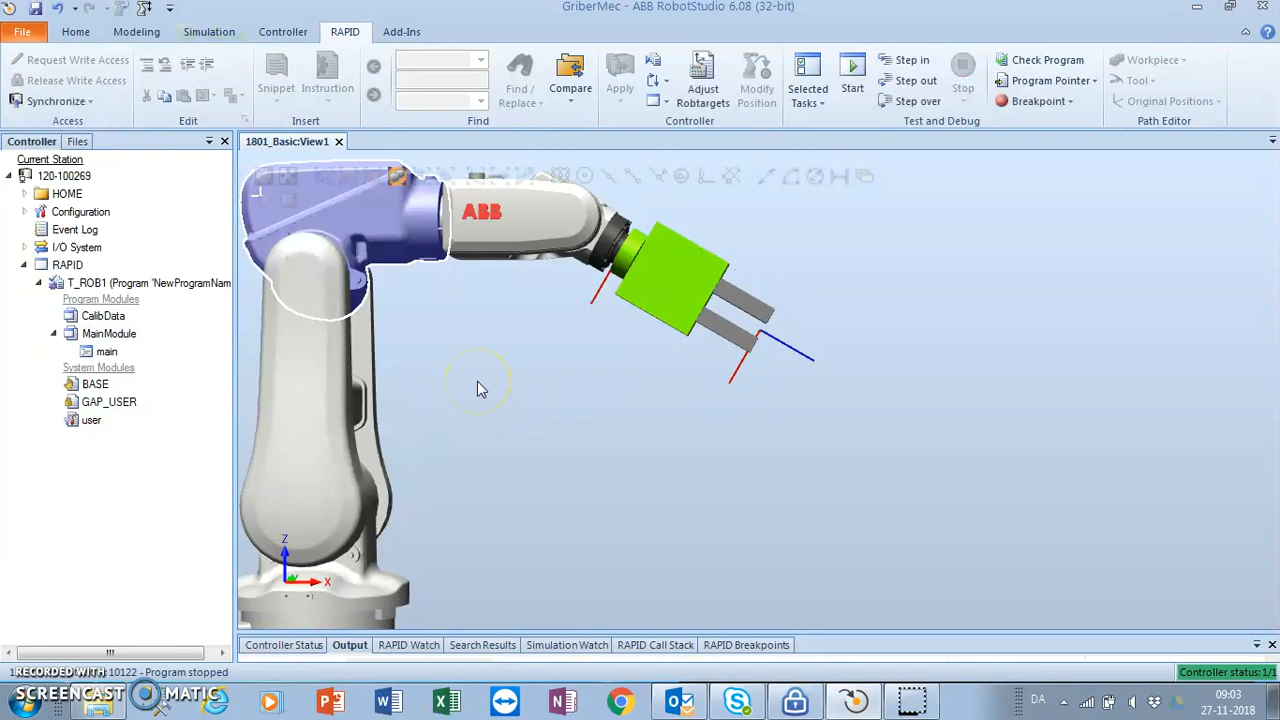 GriberMec - ABB RobotStudio 6.08 (32-bit)
File Home Modeling Simulation Controller RAPID Add-Ins
Request Write Access
Release Write Access
Synchronize
Access
Edit
Snippet Instruction
Insert
Find / Replace
Compare
Find
Apply
Adjust Robtargets
Modify Position
Controller
Selected Tasks
Start
Step in
Step out
Step over
Stop
Check Program
Program Pointer
Breakpoint
Test and Debug
Workpiece
Tool
Original Positions
Path Editor
Controller Files
1801_Basic:View1
Current Station
120-100269
HOME
Configuration
Event Log
I/O System
RAPID
T_ROB1 (Program 'NewProgramNam
Program Modules
CalibData
MainModule
main
System Modules
BASE
GAP_USER
user
ABB
Z
X
Controller Status Output RAPID Watch Search Results Simulation Watch RAPID Call Stack RAPID Breakpoints
10122 - Program stopped
Controller status: 1/1
RECORDED WITH
SCREENCAST MATIC
DA
09:03
27-11-2018